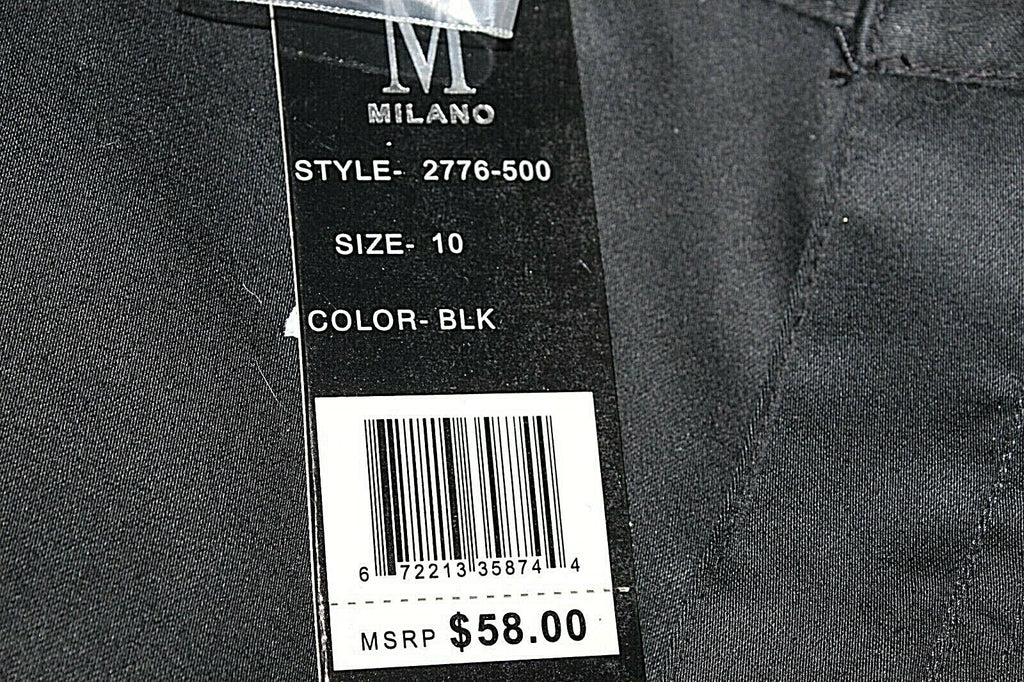 M
MILANO
STYLE- 2776-500
SIZE- 10
COLOR- BLK
6 72213 35874 4
MSRP $58.00